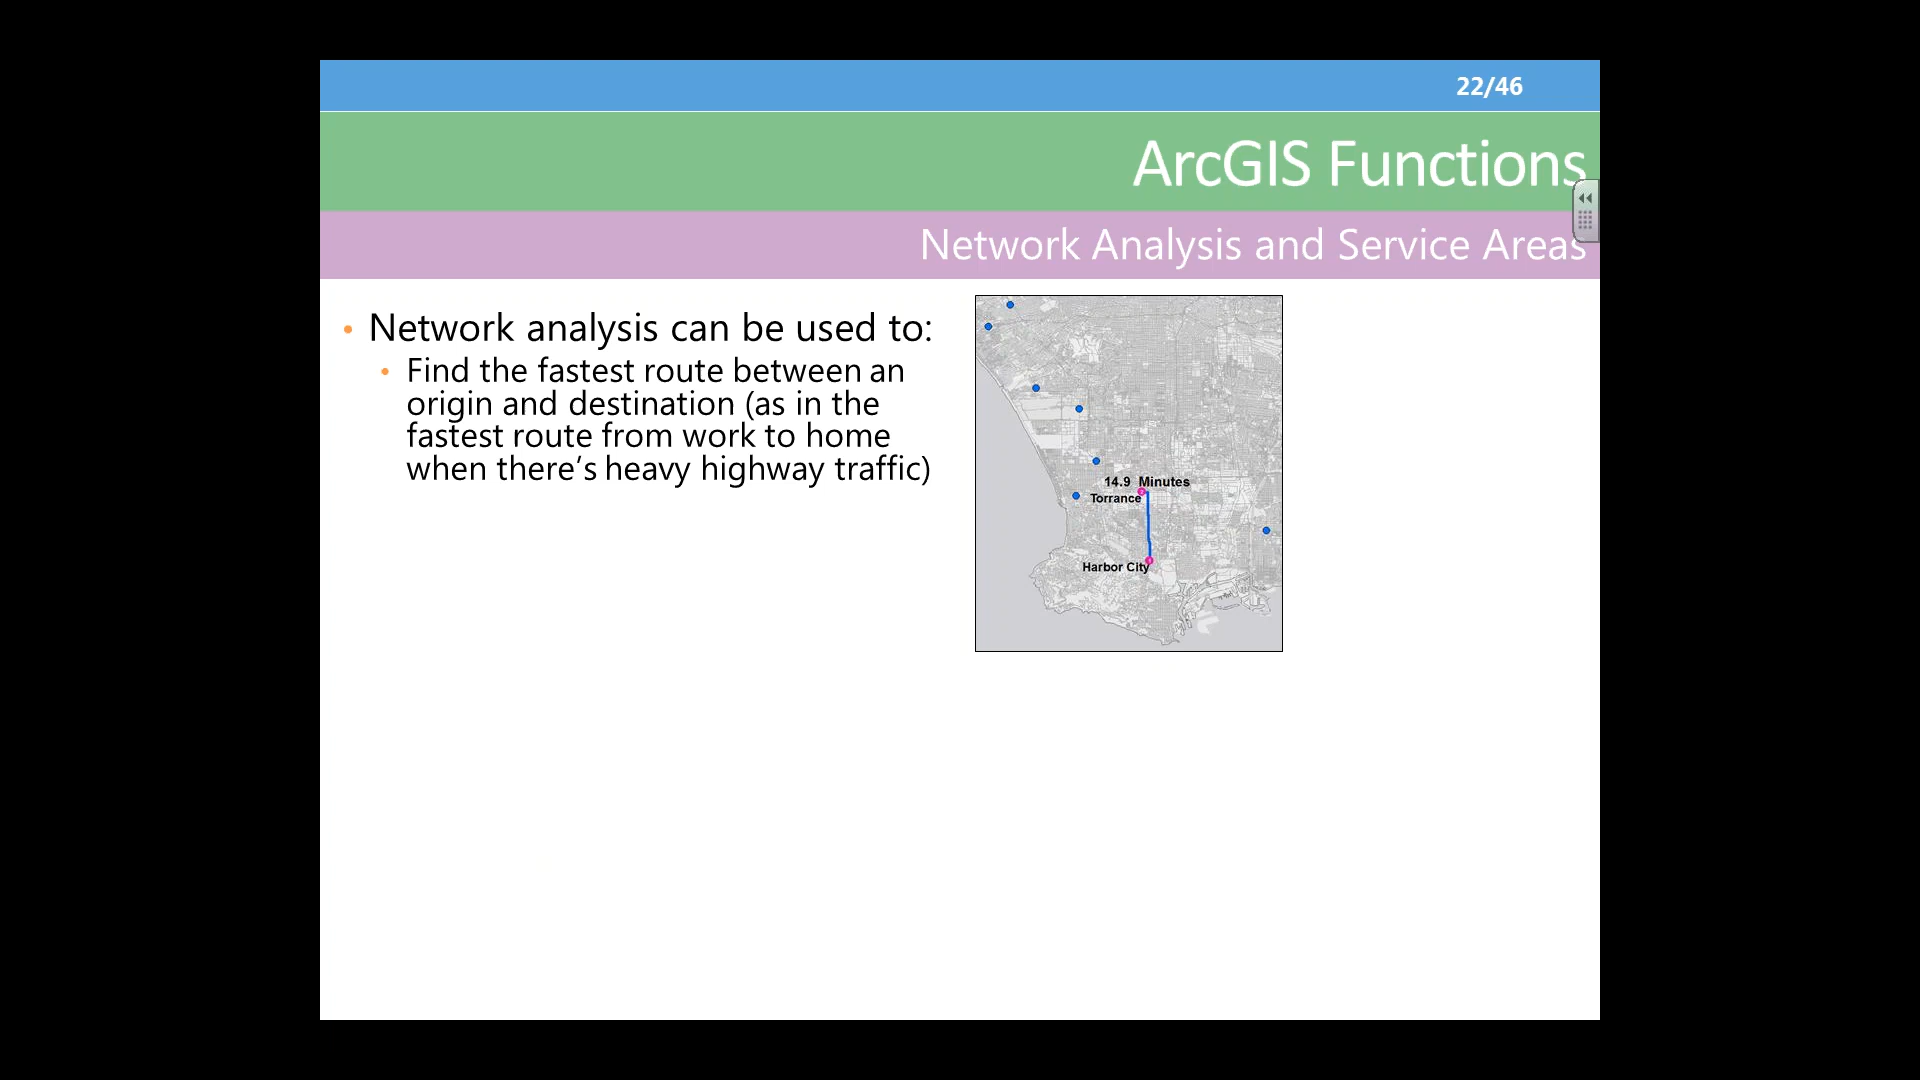 22/46
ArcGIS Functions
Network Analysis and Service Areas
• Network analysis can be used to:
• Find the fastest route between an
origin and destination (as in the
fastest route from work to home
when there’s heavy highway traffic)
14.9 Minutes
Torrance
Harbor City